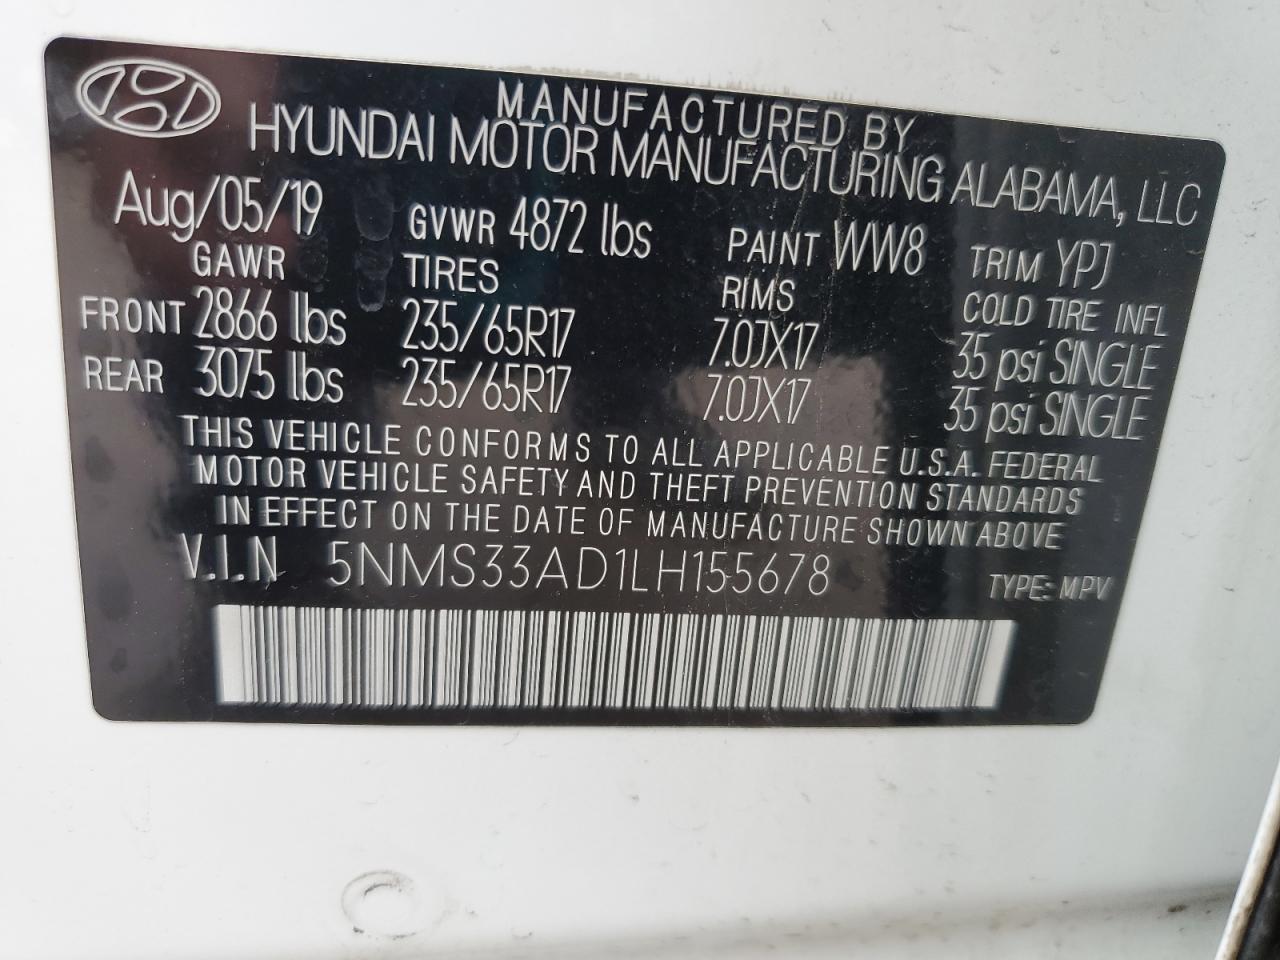 MANUFACTURED BY
HYUNDAI MOTOR MANUFACTURING ALABAMA, LLC
Aug/05/19 GVWR 4872 lbs PAINT WW8 TRIM YPJ
GAWR TIRES RIMS COLD TIRE INFL
FRONT 2866 lbs 235/65R17 7.0JX17 35 psi SINGLE
REAR 3075 lbs 235/65R17 7.0JX17 35 psi SINGLE
THIS VEHICLE CONFORMS TO ALL APPLICABLE U.S.A. FEDERAL
MOTOR VEHICLE SAFETY AND THEFT PREVENTION STANDARDS
IN EFFECT ON THE DATE OF MANUFACTURE SHOWN ABOVE
V.I.N 5NMS33AD1LH155678 TYPE: MPV